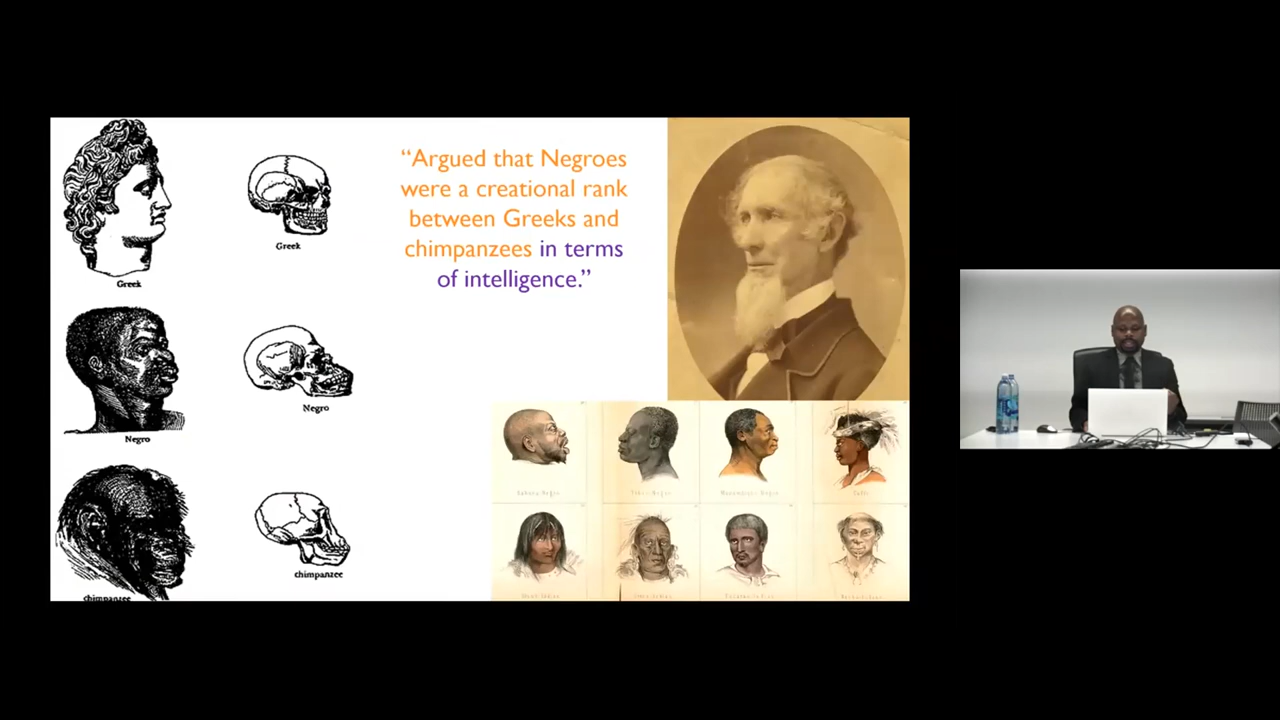 Greek
Greek
Negro
Negro
chimpanzee
chimpanzee
“Argued that Negroes
were a creational rank
between Greeks and
chimpanzees in terms
of intelligence.”